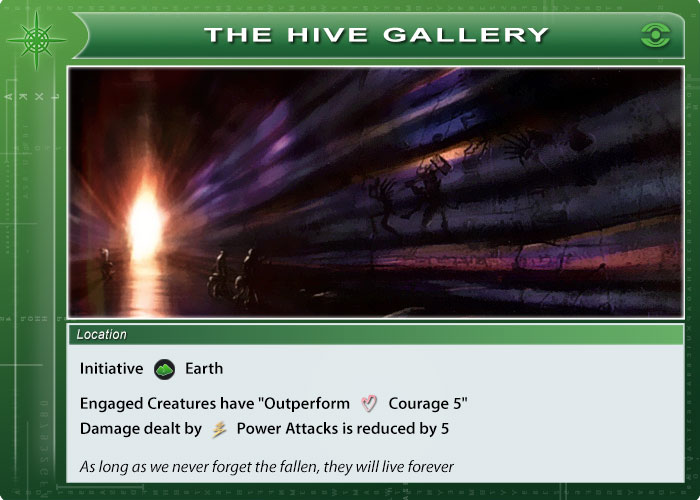 THE HIVE GALLERY
Location
Initiative Earth
Engaged Creatures have "Outperform Courage 5"
Damage dealt by Power Attacks is reduced by 5
As long as we never forget the fallen, they will live forever